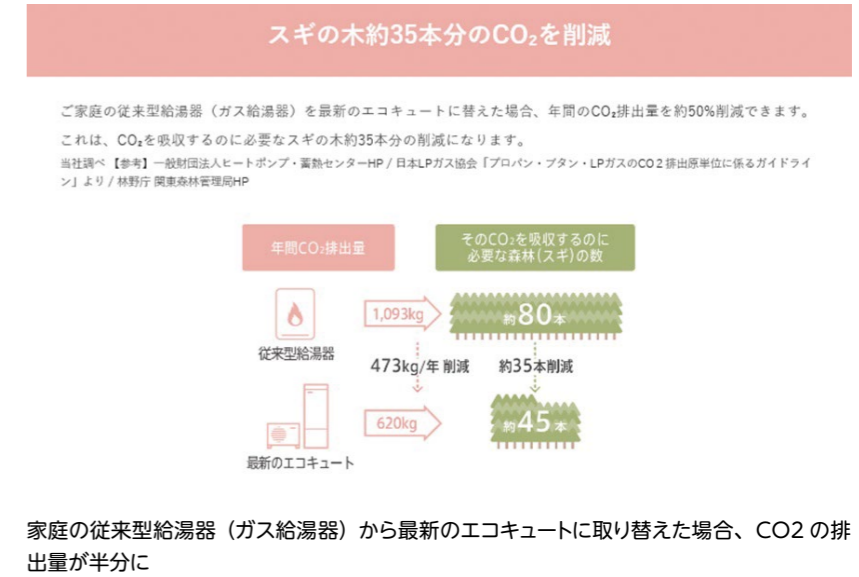 スギの木約35本分のCO₂を削減
ご家庭の従来型給湯器（ガス給湯器）を最新のエコキュートに替えた場合、年間のCO₂排出量を約50%削減できます。
これは、CO₂を吸収するのに必要なスギの木約35本分の削減になります。
当社調べ 【参考】一般財団法人ヒートポンプ・蓄熱センターHP / 日本LPガス協会「プロパン・ブタン・LPガスのCO2排出原単位に係るガイドライ
ン」より / 林野庁 関東森林管理局HP
年間CO₂排出量
そのCO₂を吸収するのに
必要な森林（スギ）の数
1,093kg
約80本
従来型給湯器
473kg/年 削減
約35本削減
620kg
約45本
最新のエコキュート
家庭の従来型給湯器（ガス給湯器）から最新のエコキュートに取り替えた場合、CO2の排
出量が半分に